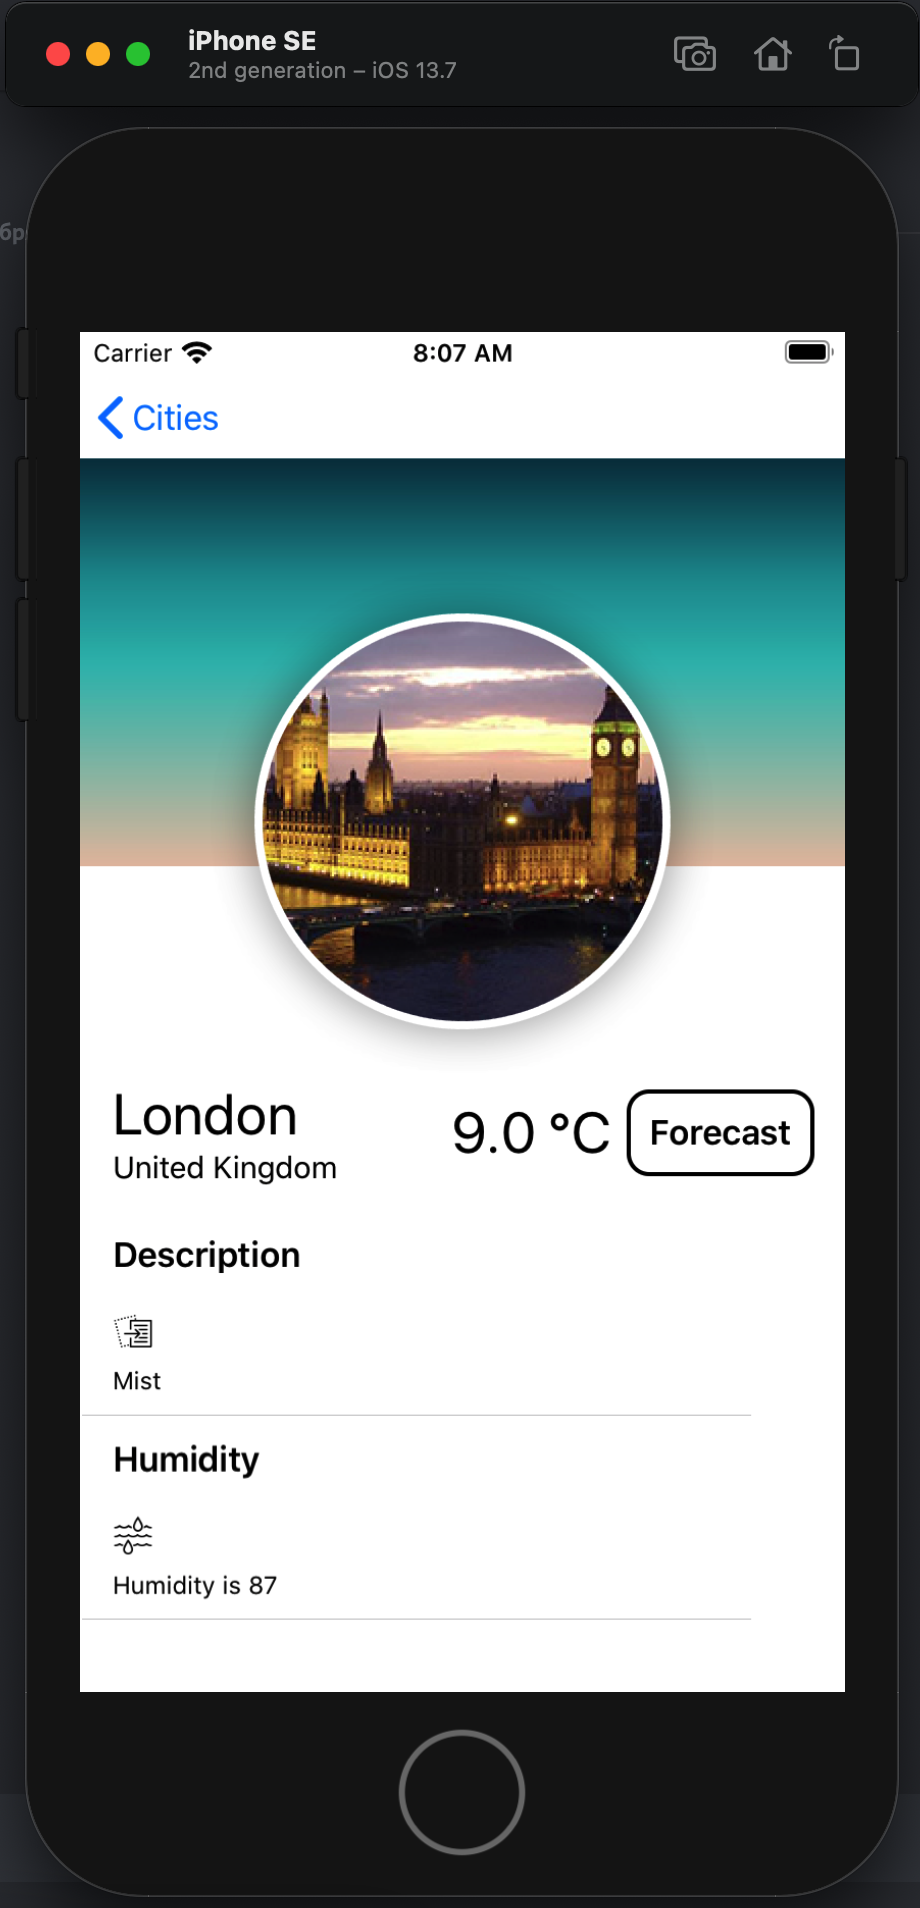 iPhone SE
2nd generation – iOS 13.7
бр
Carrier
8:07 AM
Cities
London
United Kingdom
9.0 °C
Forecast
Description
Mist
Humidity
Humidity is 87